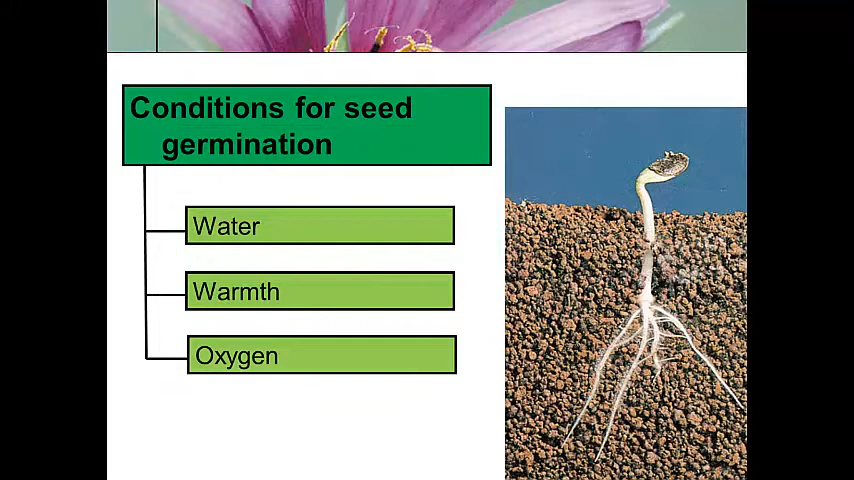 Conditions for seed
germination
Water
Warmth
Oxygen